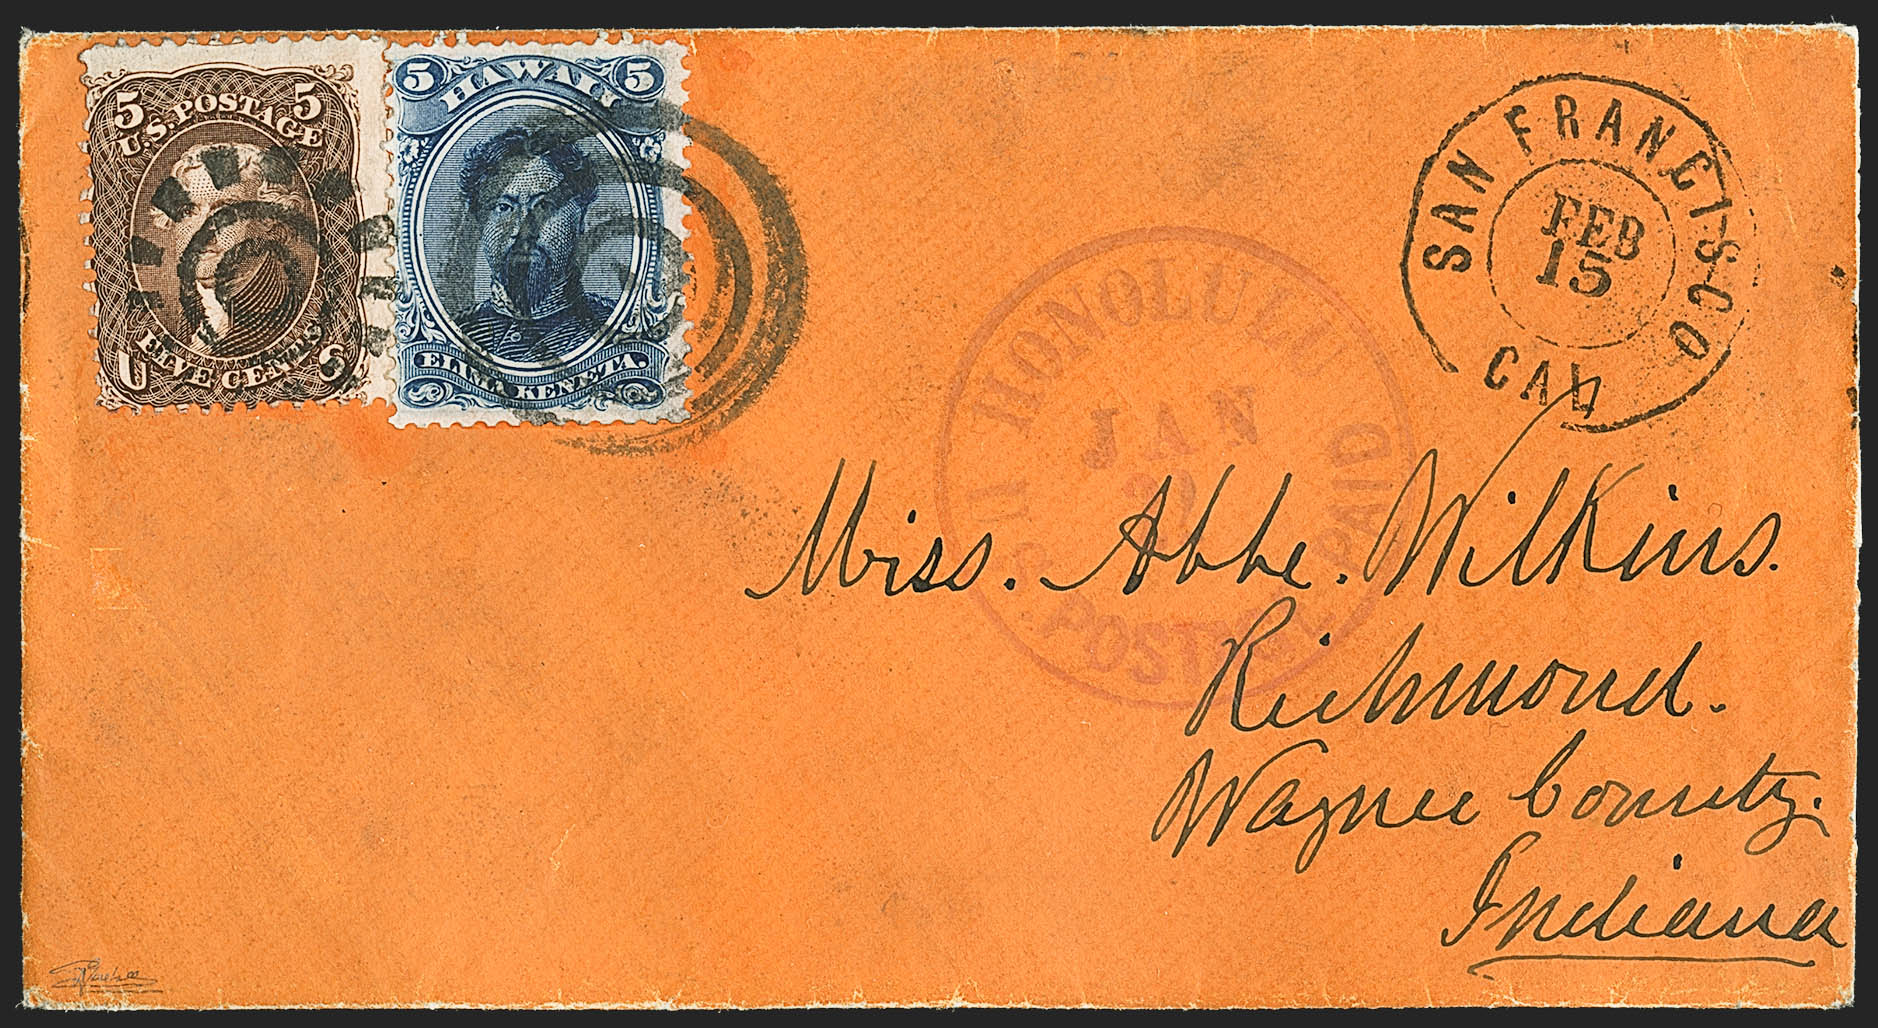 5 5
U.S. POSTAGE
U FIVE CENTS S
5 HAWAII 5
ELIMA KENETA.
SAN FRANCISCO
FEB
15
CAL
HONOLULU
JAN
U.S. POSTAGE PAID
Miss. Abbe. Wilkins.
Richmond.
Wayne County.
Indiana